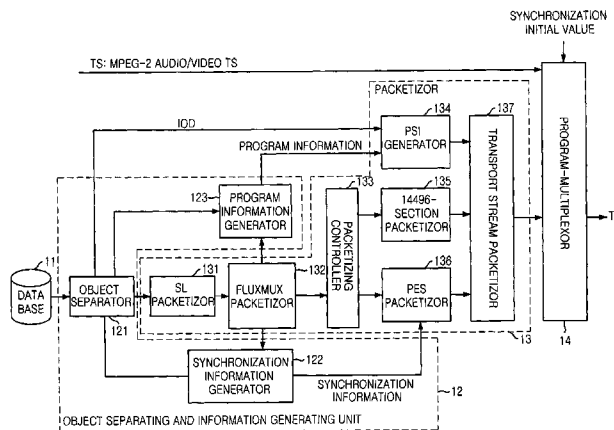 SYNCHRONIZATION
INITIAL VALUE
TS: MPEG-2 AUDIO/VIDEO TS
PACKETIZOR
IOD
PROGRAM INFORMATION
134
PSI
GENERATOR
137
TRANSPORT STREAM PACKETIZOR
PROGRAM-MULTIPLEXOR
123
PROGRAM
INFORMATION
GENERATOR
133
PACKETIZING
CONTROLLER
135
14496-
SECTION
PACKETIZOR
11
DATA
BASE
OBJECT
SEPARATOR
121
131
SL
PACKETIZOR
132
FLUXMUX
PACKETIZOR
136
PES
PACKETIZOR
13
14
122
SYNCHRONIZATION
INFORMATION
GENERATOR
SYNCHRONIZATION
INFORMATION
12
OBJECT SEPARATING AND INFORMATION GENERATING UNIT